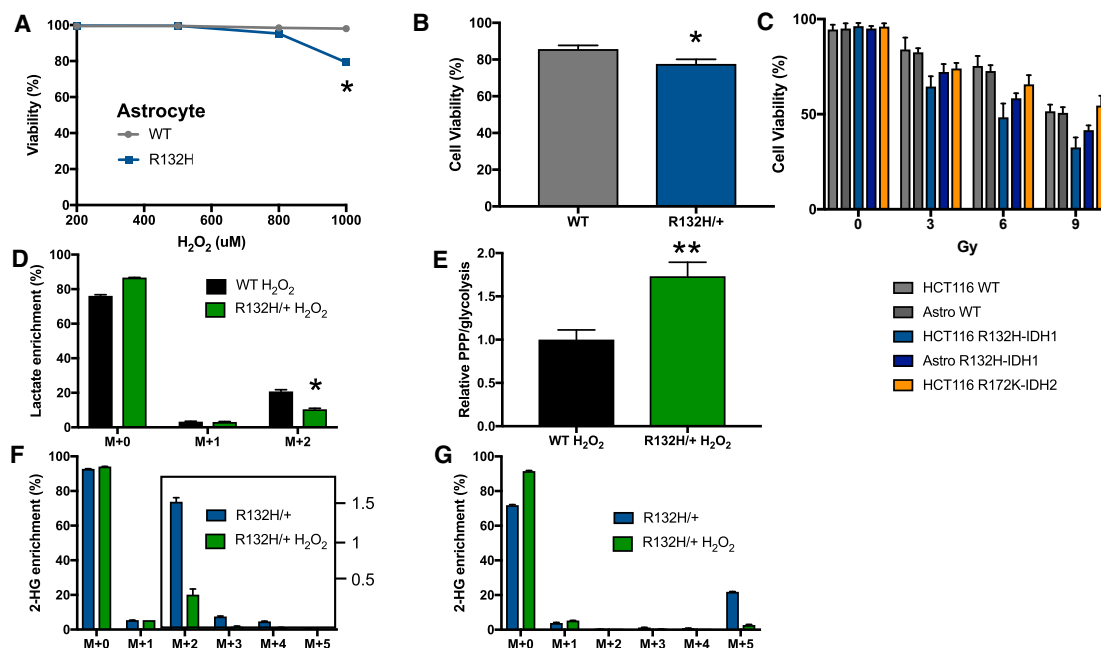 A
Viability (%)
100
80
60
40
20
0
200 400 600 800 1000
H₂O₂ (uM)
Astrocyte
WT
R132H
*
B
Cell Viability (%)
100
80
60
40
20
0
*
WT R132H/+
C
Cell Viability (%)
100
50
0
0 3 6 9
Gy
HCT116 WT
Astro WT
HCT116 R132H-IDH1
Astro R132H-IDH1
HCT116 R172K-IDH2
D
Lactate enrichment (%)
100
80
60
40
20
0
WT H₂O₂
R132H/+ H₂O₂
*
M+0 M+1 M+2
E
Relative PPP/glycolysis
2.0
1.5
1.0
0.5
0.0
**
WT H₂O₂ R132H/+ H₂O₂
F
2-HG enrichment (%)
100
80
60
40
20
0
R132H/+
R132H/+ H₂O₂
1.5
1
0.5
M+0 M+1 M+2 M+3 M+4 M+5
G
2-HG enrichment (%)
100
80
60
40
20
0
R132H/+
R132H/+ H₂O₂
M+0 M+1 M+2 M+3 M+4 M+5